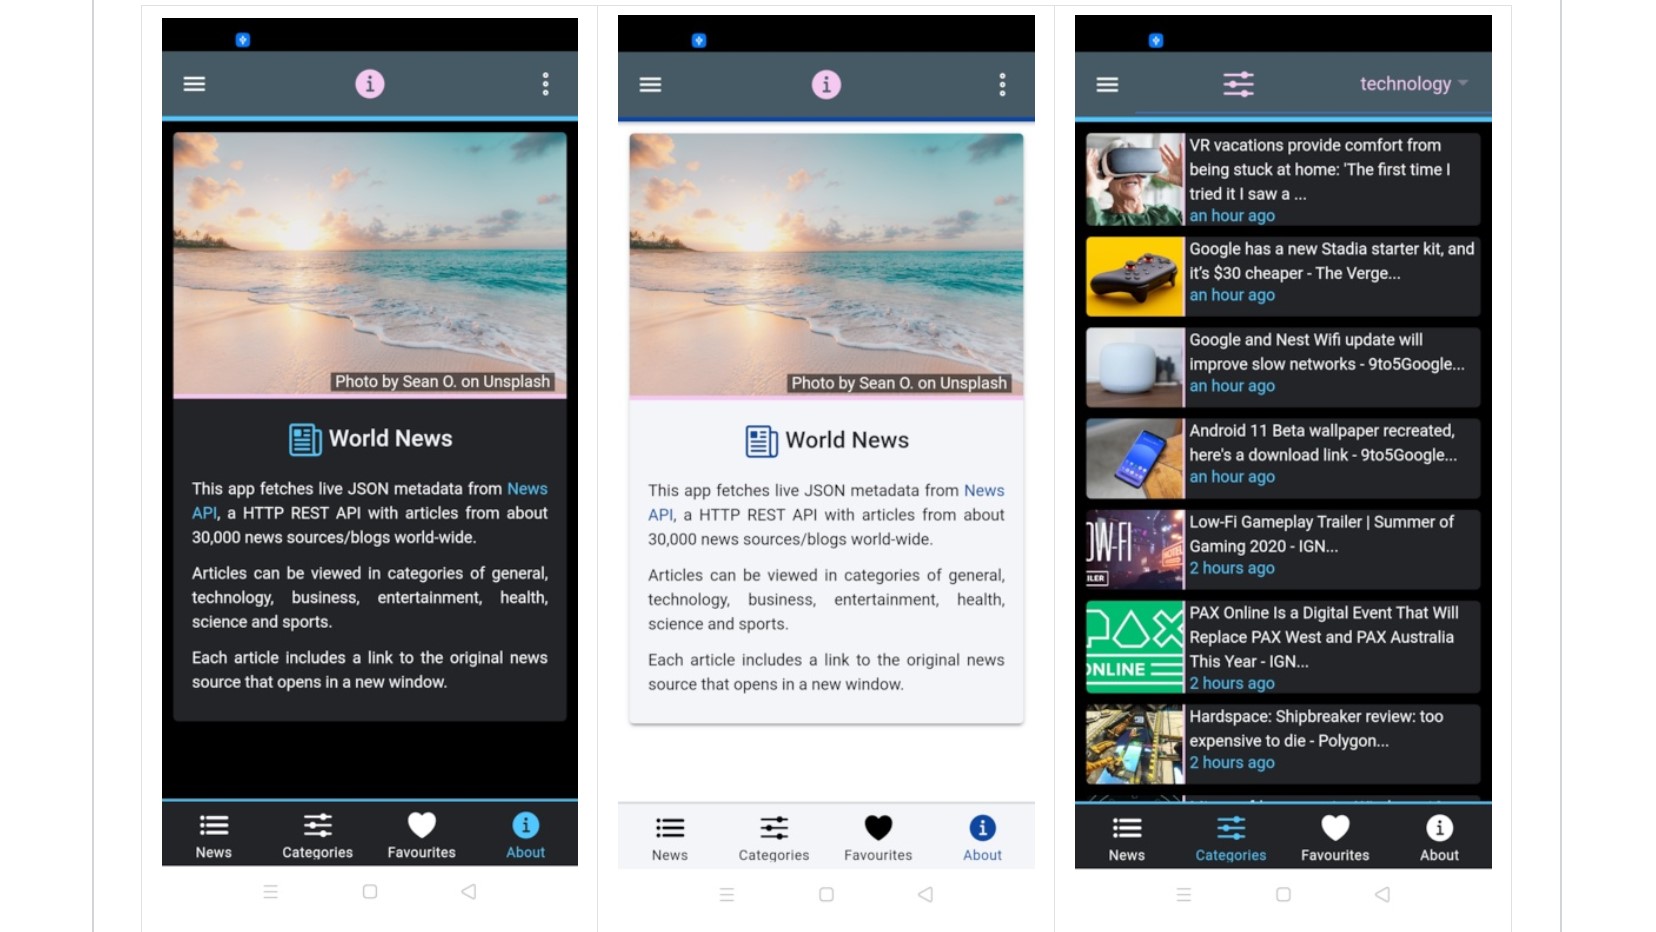 Photo by Sean O. on Unsplash
World News
This app fetches live JSON metadata from News
API, a HTTP REST API with articles from about
30,000 news sources/blogs world-wide.
Articles can be viewed in categories of general,
technology, business, entertainment, health,
science and sports.
Each article includes a link to the original news
source that opens in a new window.
News
Categories
Favourites
About
Photo by Sean O. on Unsplash
World News
This app fetches live JSON metadata from News
API, a HTTP REST API with articles from about
30,000 news sources/blogs world-wide.
Articles can be viewed in categories of general,
technology, business, entertainment, health,
science and sports.
Each article includes a link to the original news
source that opens in a new window.
News
Categories
Favourites
About
technology
VR vacations provide comfort from
being stuck at home: 'The first time I
tried it I saw a ...
an hour ago
Google has a new Stadia starter kit, and
it's $30 cheaper - The Verge...
an hour ago
Google and Nest Wifi update will
improve slow networks - 9to5Google...
an hour ago
Android 11 Beta wallpaper recreated,
here's a download link - 9to5Google...
an hour ago
OW-FI
ILER
Low-Fi Gameplay Trailer | Summer of
Gaming 2020 - IGN...
2 hours ago
ONLINE
PAX Online Is a Digital Event That Will
Replace PAX West and PAX Australia
This Year - IGN...
2 hours ago
Hardspace: Shipbreaker review: too
expensive to die - Polygon...
2 hours ago
News
Categories
Favourites
About